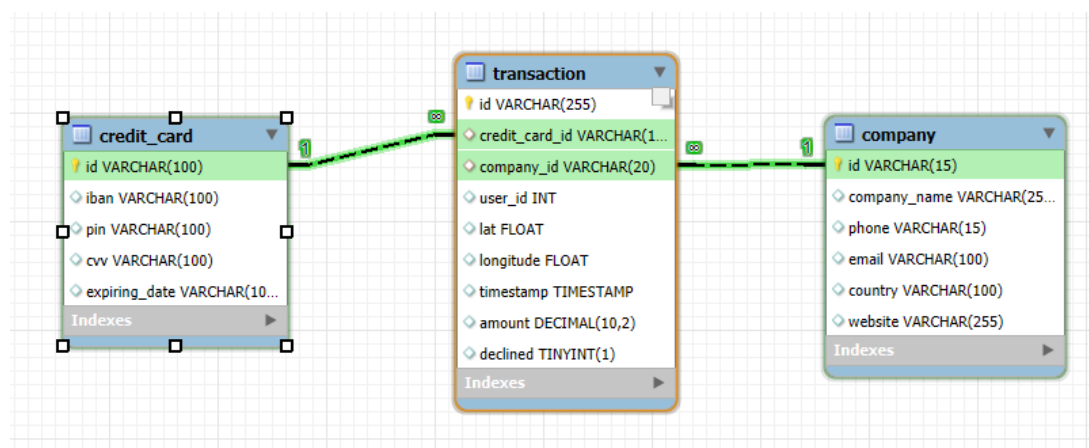 credit_card
id VARCHAR(100)
iban VARCHAR(100)
pin VARCHAR(100)
cvv VARCHAR(100)
expiring_date VARCHAR(10...
Indexes
1
∞
transaction
id VARCHAR(255)
credit_card_id VARCHAR(1...
company_id VARCHAR(20)
user_id INT
lat FLOAT
longitude FLOAT
timestamp TIMESTAMP
amount DECIMAL(10,2)
declined TINYINT(1)
Indexes
∞
1
company
id VARCHAR(15)
company_name VARCHAR(25...
phone VARCHAR(15)
email VARCHAR(100)
country VARCHAR(100)
website VARCHAR(255)
Indexes